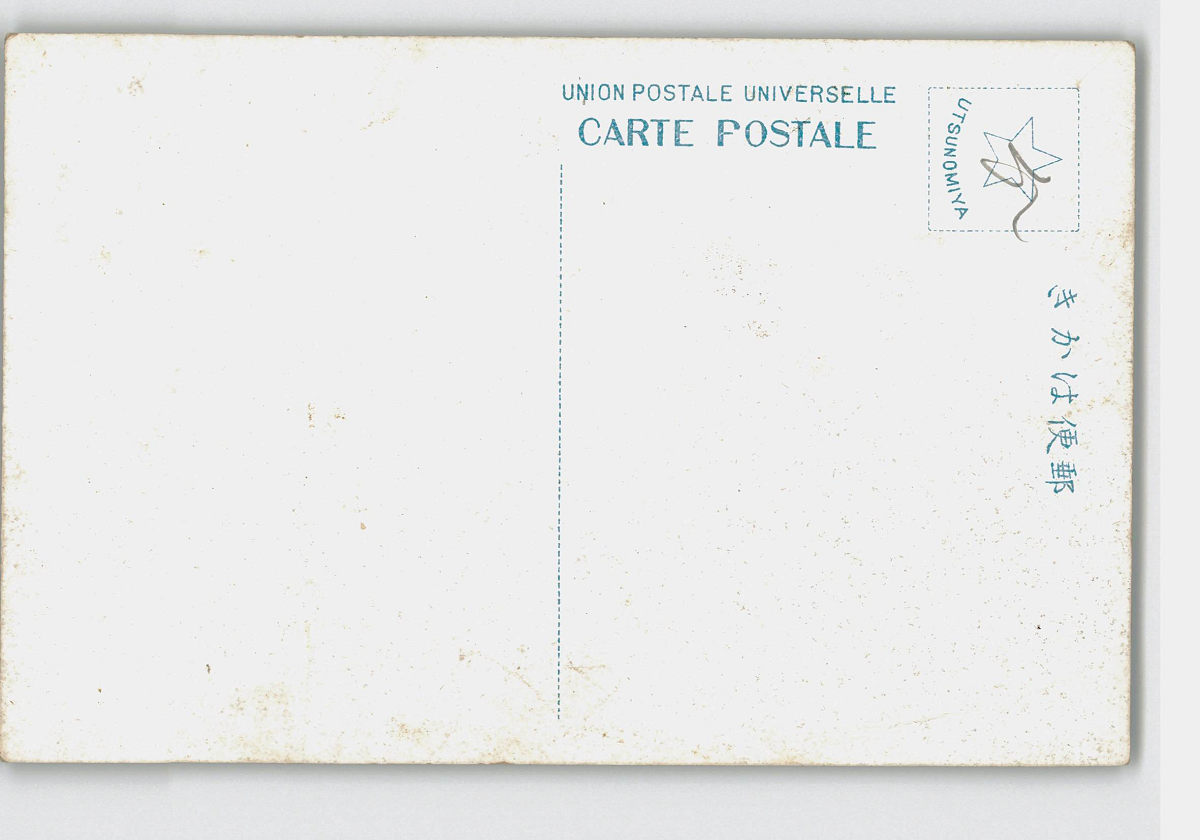 UNION POSTALE UNIVERSELLE
CARTE POSTALE
UTSUNOMIYA
郵便はかき